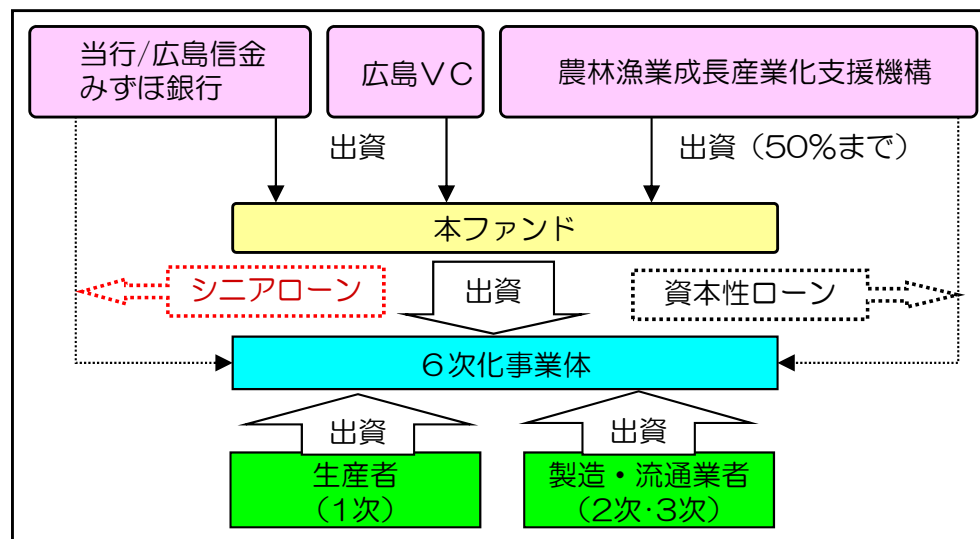 当行/広島信金
みずほ銀行
広島VC
農林漁業成長産業化支援機構
出資
出資（50%まで）
本ファンド
シニアローン
出資
資本性ローン
６次化事業体
出資
出資
生産者
（1次）
製造・流通業者
（2次･3次）